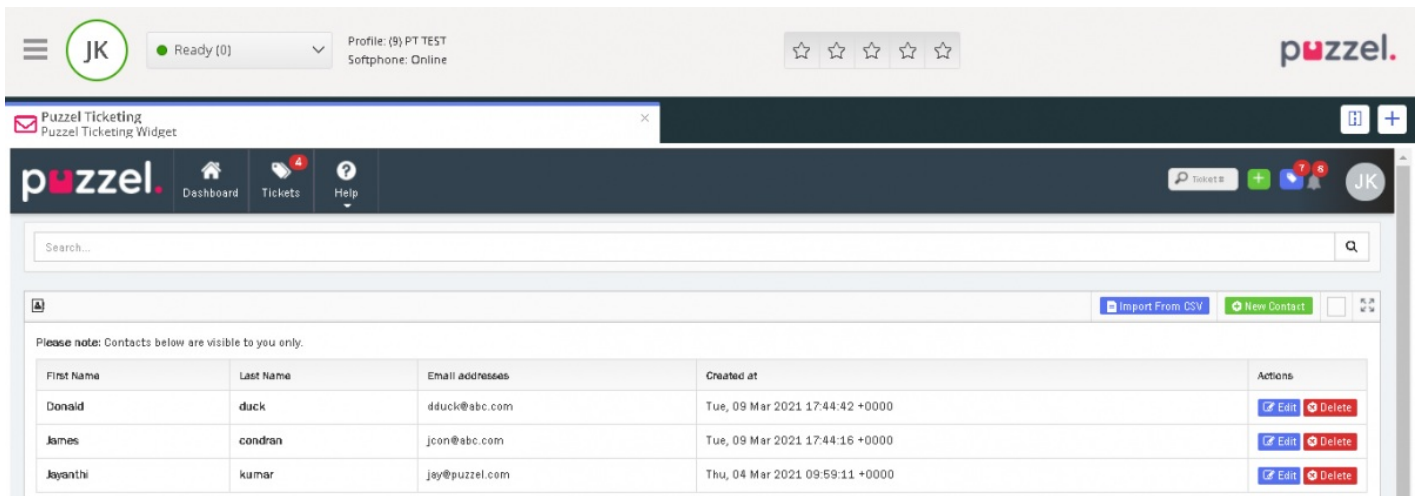 JK
Ready (0)
Profile: (9) PT TEST
Softphone: Online
puzzel.
Puzzel Ticketing
Puzzel Ticketing Widget
×
puzzel.
Dashboard
Tickets
4
Help
Ticket #
7
8
JK
Search...
Import From CSV
New Contact
Please note: Contacts below are visible to you only.
First Name Last Name Email addresses Created at Actions
Donald duck dduck@abc.com Tue, 09 Mar 2021 17:44:42 +0000 Edit Delete
James condran jcon@abc.com Tue, 09 Mar 2021 17:44:16 +0000 Edit Delete
Jayanthi kumar jay@puzzel.com Thu, 04 Mar 2021 09:59:11 +0000 Edit Delete